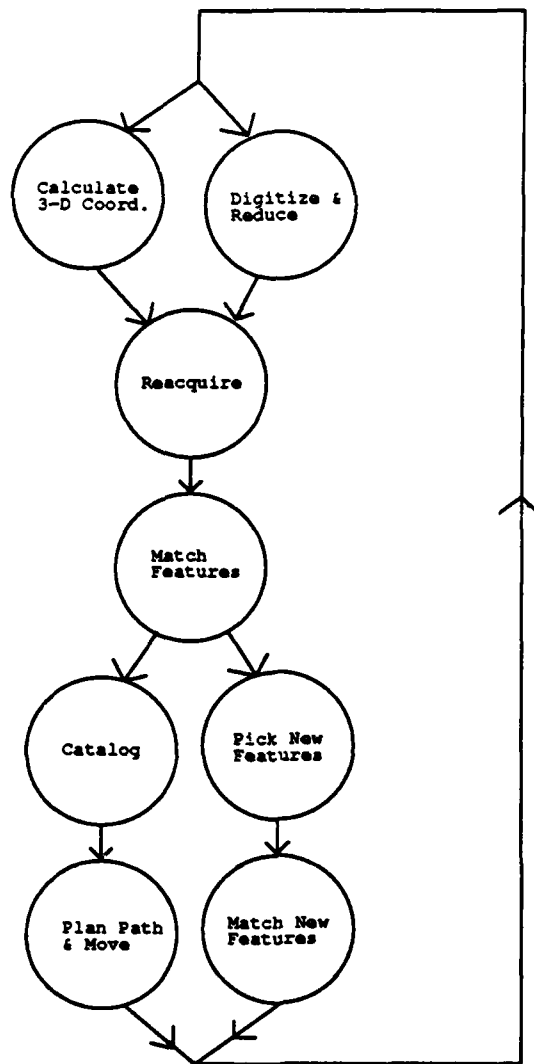 Calculate
3-D Coord.
Digitize &
Reduce
Reacquire
Match
Features
Catalog
Pick New
Features
Plan Path
& Move
Match New
Features